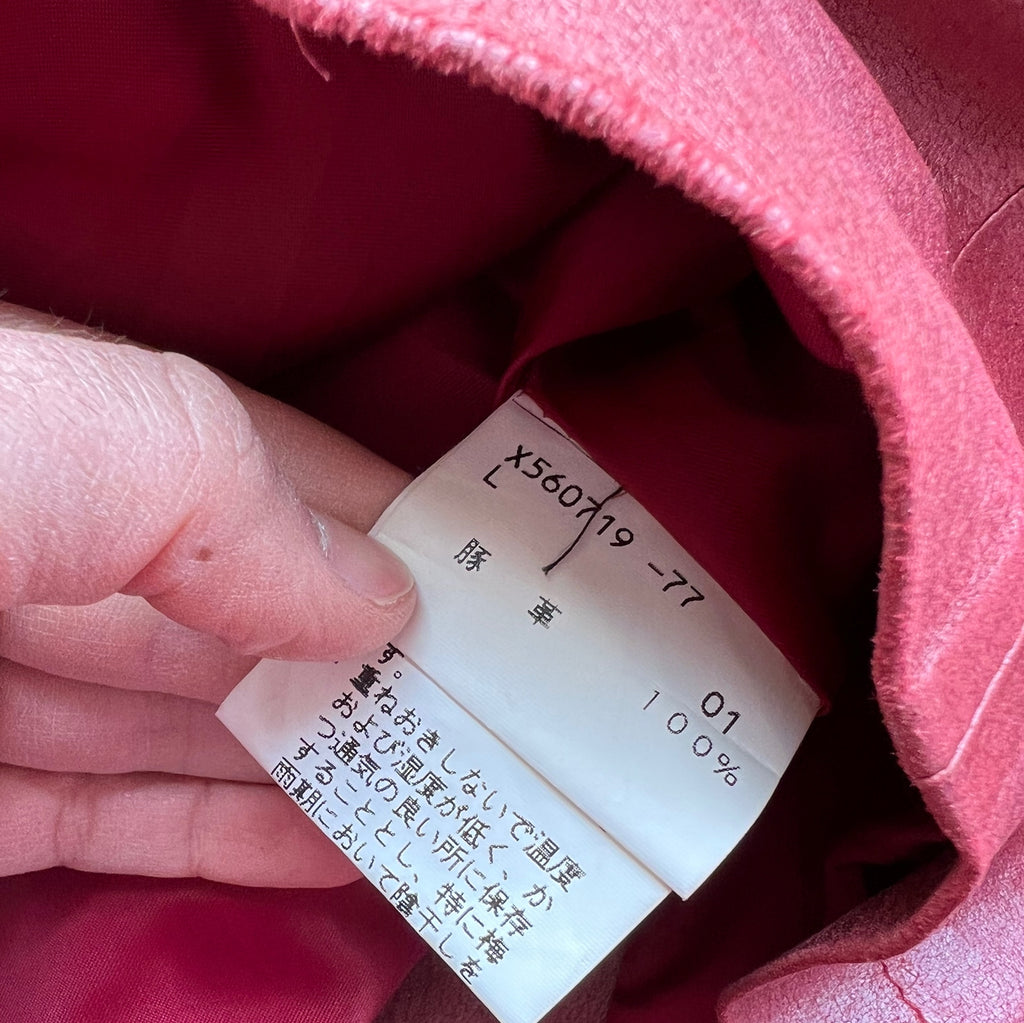 X560719 -77 01
L
豚 革 100%
す。
重ねおきしないで温度
および湿度が低く、か
つ通気の良い所に保存
することとし、特に梅
雨期において陰干しを